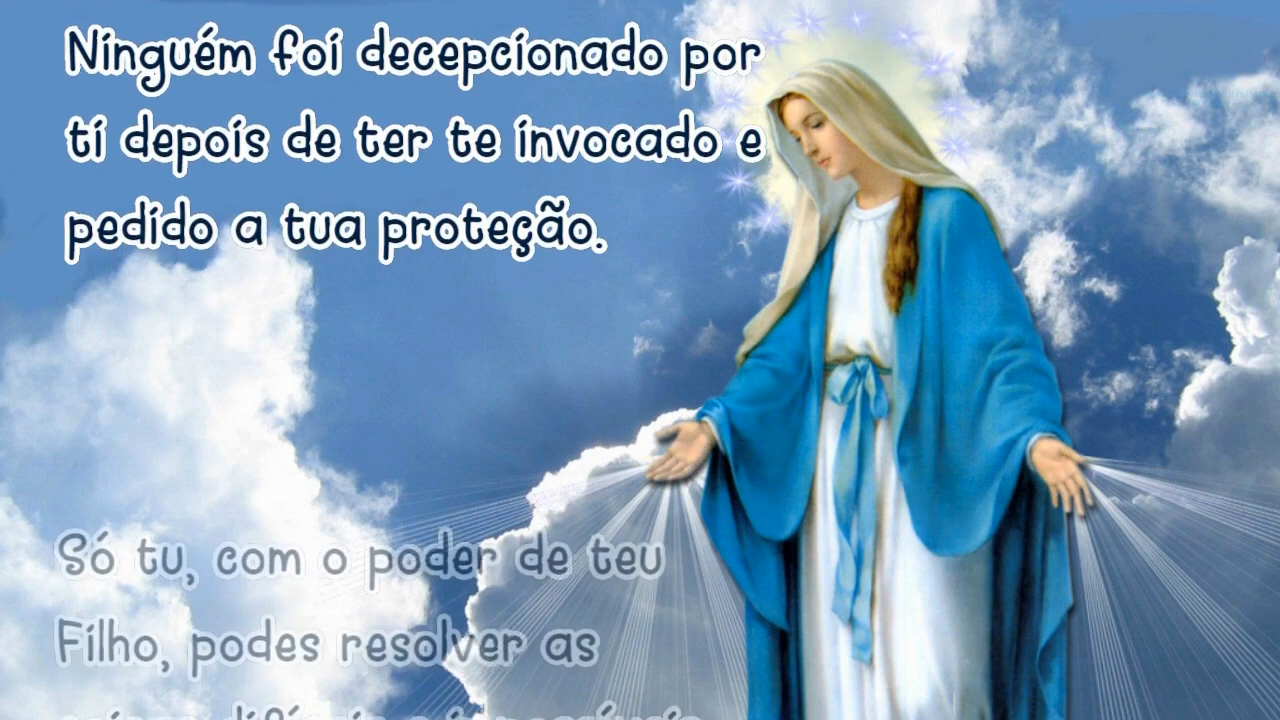 Ninguém foi decepcionado por
ti depois de ter te invocado e
pedido a tua proteção.
Só tu, com o poder de teu
Filho, podes resolver as